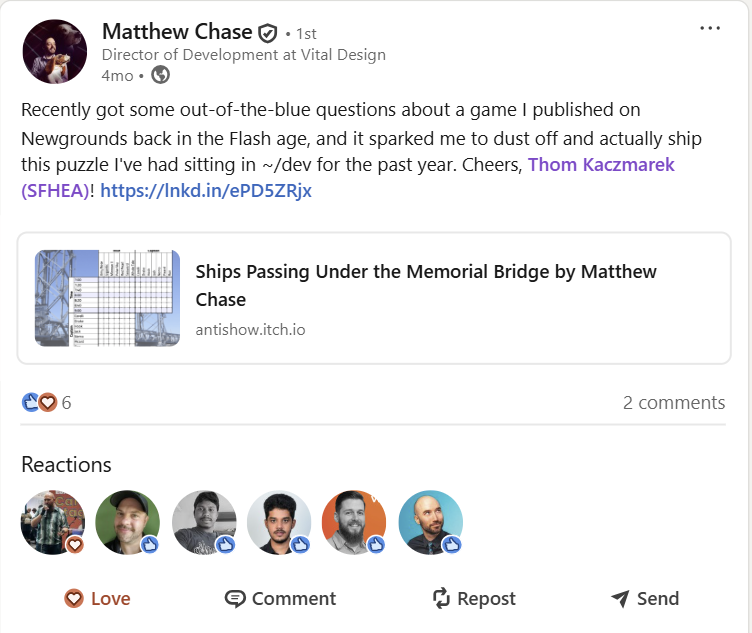 Matthew Chase • 1st
Director of Development at Vital Design
4mo •
Recently got some out-of-the-blue questions about a game I published on
Newgrounds back in the Flash age, and it sparked me to dust off and actually ship
this puzzle I've had sitting in ~/dev for the past year. Cheers, Thom Kaczmarek
(SFHEA)! https://lnkd.in/ePD5ZRjx
Ships Passing Under the Memorial Bridge by Matthew
Chase
antishow.itch.io
6
2 comments
Reactions
Love
Comment
Repost
Send